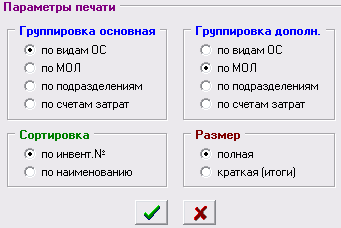 Параметры печати
Группировка основная
по видам ОС
по МОЛ
по подразделениям
по счетам затрат
Группировка дополн.
по видам ОС
по МОЛ
по подразделениям
по счетам затрат
Сортировка
по инвент.№
по наименованию
Размер
полная
краткая (итоги)